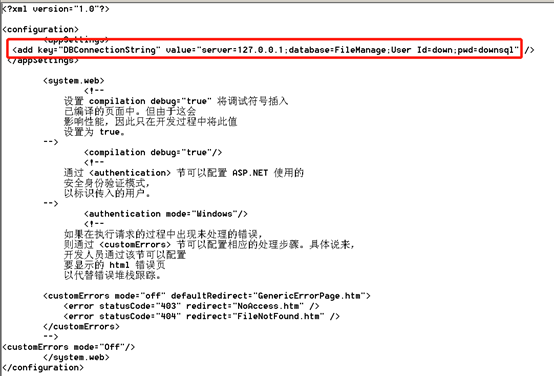 <?xml version="1.0"?>
<configuration>
<appSettings>
<add key="DBConnectionString" value="server=127.0.0.1;database=FileManage;User Id=down;pwd=downsql" />
</appSettings>
<system.web>
<!--
设置 compilation debug="true" 将调试符号插入
已编译的页面中。但由于这会
影响性能，因此只在开发过程中将此值
设置为 true。
-->
<compilation debug="true"/>
<!--
通过 <authentication> 节可以配置 ASP.NET 使用的
安全身份验证模式，
以标识传入的用户。
-->
<authentication mode="Windows"/>
<!--
如果在执行请求的过程中出现未处理的错误，
则通过 <customErrors> 节可以配置相应的处理步骤。具体说来，
开发人员通过该节可以配置
要显示的 html 错误页
以代替错误堆栈跟踪。
<customErrors mode="off" defaultRedirect="GenericErrorPage.htm">
<error statusCode="403" redirect="NoAccess.htm" />
<error statusCode="404" redirect="FileNotFound.htm" />
</customErrors>
-->
<customErrors mode="Off"/>
</system.web>
</configuration>